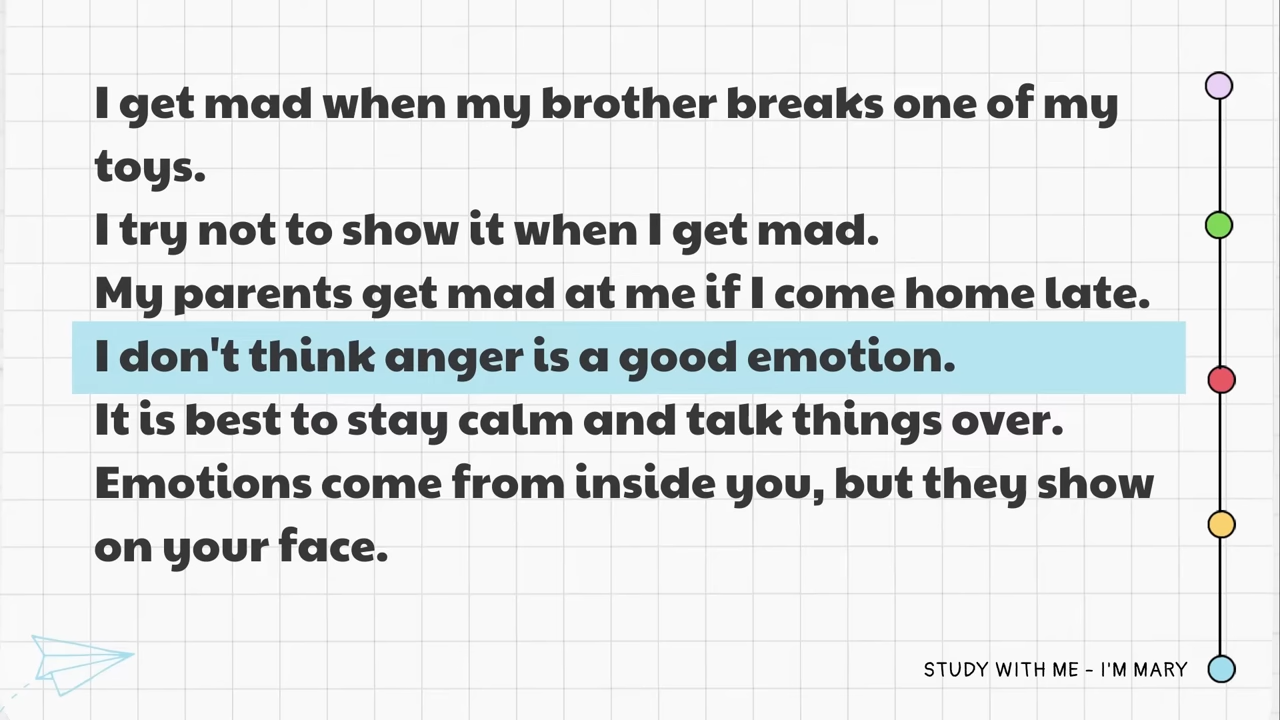 I get mad when my brother breaks one of my
toys.
I try not to show it when I get mad.
My parents get mad at me if I come home late.
I don't think anger is a good emotion.
It is best to stay calm and talk things over.
Emotions come from inside you, but they show
on your face.
STUDY WITH ME - I'M MARY